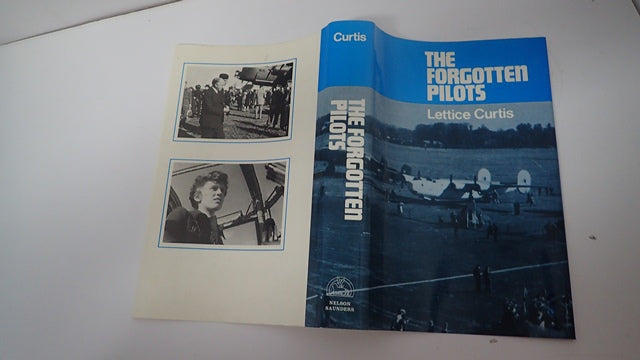 Curtis
THE FORGOTTEN
PILOTS
NELSON
SAUNDERS
THE
FORGOTTEN
PILOTS
Lettice Curtis